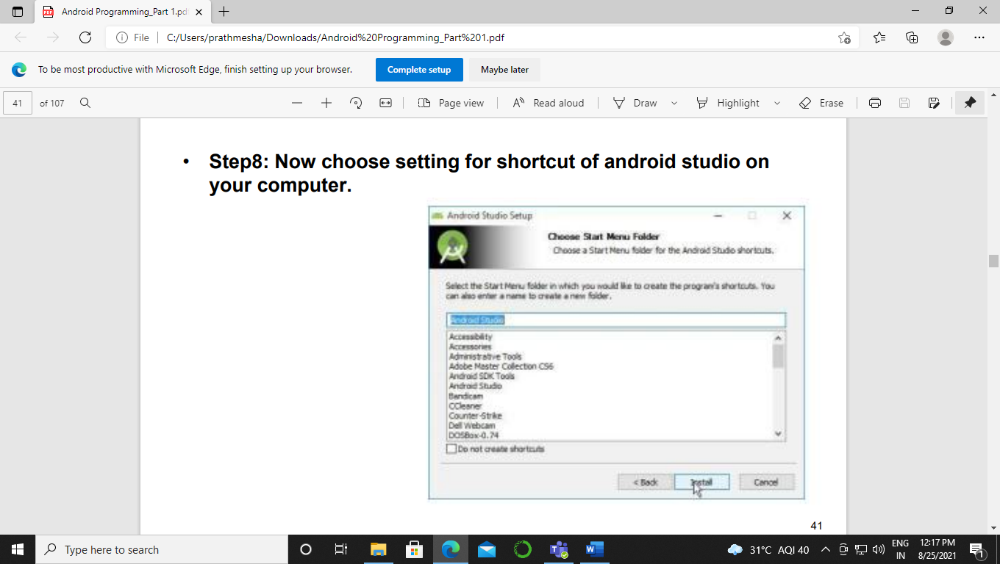 Android Programming_Part 1.pdf
File
C:/Users/prathmesha/Downloads/Android%20Programming_Part%201.pdf
To be most productive with Microsoft Edge, finish setting up your browser.
Complete setup
Maybe later
41
of 107
Page view
Read aloud
Draw
Highlight
Erase
• Step8: Now choose setting for shortcut of android studio on
your computer.
Android Studio Setup
Choose Start Menu Folder
Choose a Start Menu folder for the Android Studio shortcuts.
Select the Start Menu folder in which you would like to create the program's shortcuts. You
can also enter a name to create a new folder.
Android Studio
Accessibility
Accessories
Administrative Tools
Adobe Master Collection CS6
Android SDK Tools
Android Studio
Bandicam
CCleaner
Counter-Strike
Dell Webcam
DOSBox-0.74
Do not create shortcuts
< Back
Install
Cancel
41
Type here to search
31°C AQI 40
ENG
IN
12:17 PM
8/25/2021
1